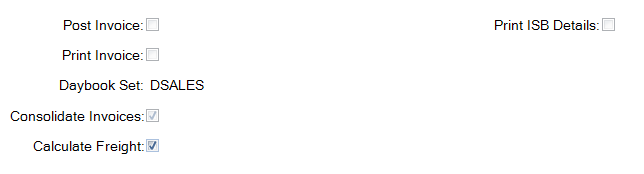 Post Invoice: Print ISB Details:
Print Invoice:
Daybook Set: DSALES
Consolidate Invoices:
Calculate Freight: